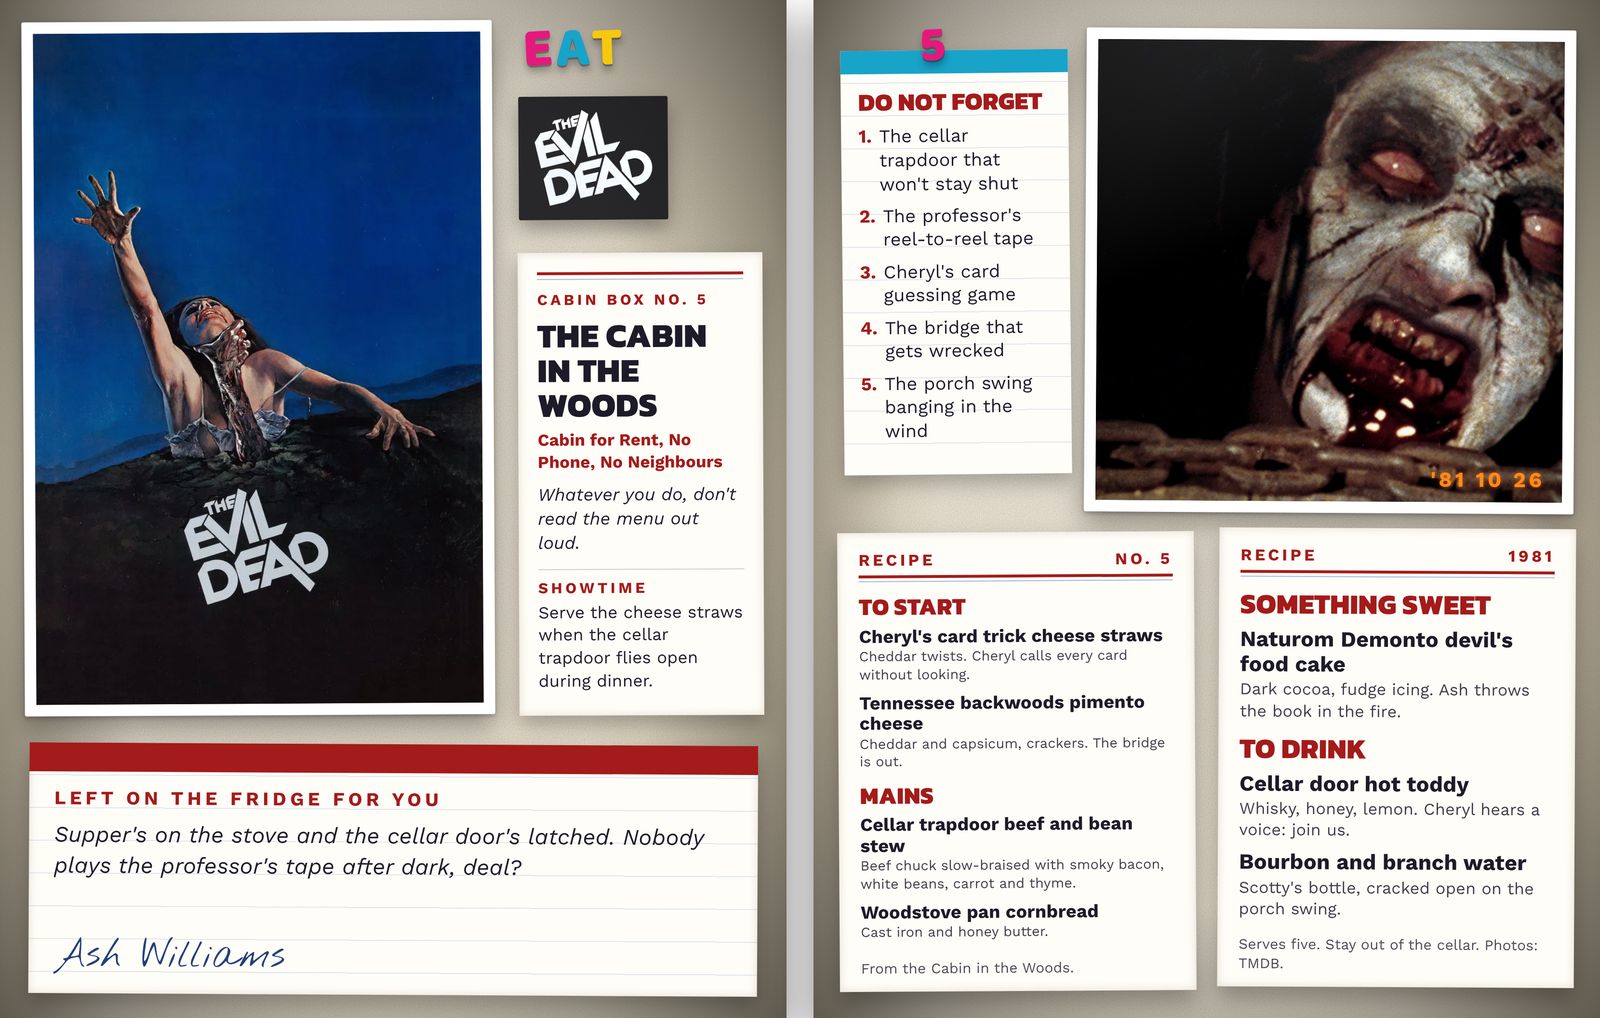 THE
EVIL
DEAD
EAT
THE
EVIL
DEAD
CABIN BOX NO. 5
THE CABIN
IN THE
WOODS
Cabin for Rent, No
Phone, No Neighbours
Whatever you do, don't
read the menu out
loud.
SHOWTIME
Serve the cheese straws
when the cellar
trapdoor flies open
during dinner.
LEFT ON THE FRIDGE FOR YOU
Supper's on the stove and the cellar door's latched. Nobody
plays the professor's tape after dark, deal?
Ash Williams
5
DO NOT FORGET
1. The cellar
trapdoor that
won't stay shut
2. The professor's
reel-to-reel tape
3. Cheryl's card
guessing game
4. The bridge that
gets wrecked
5. The porch swing
banging in the
wind
'81 10 26
RECIPE NO. 5
TO START
Cheryl's card trick cheese straws
Cheddar twists. Cheryl calls every card
without looking.
Tennessee backwoods pimento
cheese
Cheddar and capsicum, crackers. The bridge
is out.
MAINS
Cellar trapdoor beef and bean
stew
Beef chuck slow-braised with smoky bacon,
white beans, carrot and thyme.
Woodstove pan cornbread
Cast iron and honey butter.
From the Cabin in the Woods.
RECIPE 1981
SOMETHING SWEET
Naturom Demonto devil's
food cake
Dark cocoa, fudge icing. Ash throws
the book in the fire.
TO DRINK
Cellar door hot toddy
Whisky, honey, lemon. Cheryl hears a
voice: join us.
Bourbon and branch water
Scotty's bottle, cracked open on the
porch swing.
Serves five. Stay out of the cellar. Photos:
TMDB.